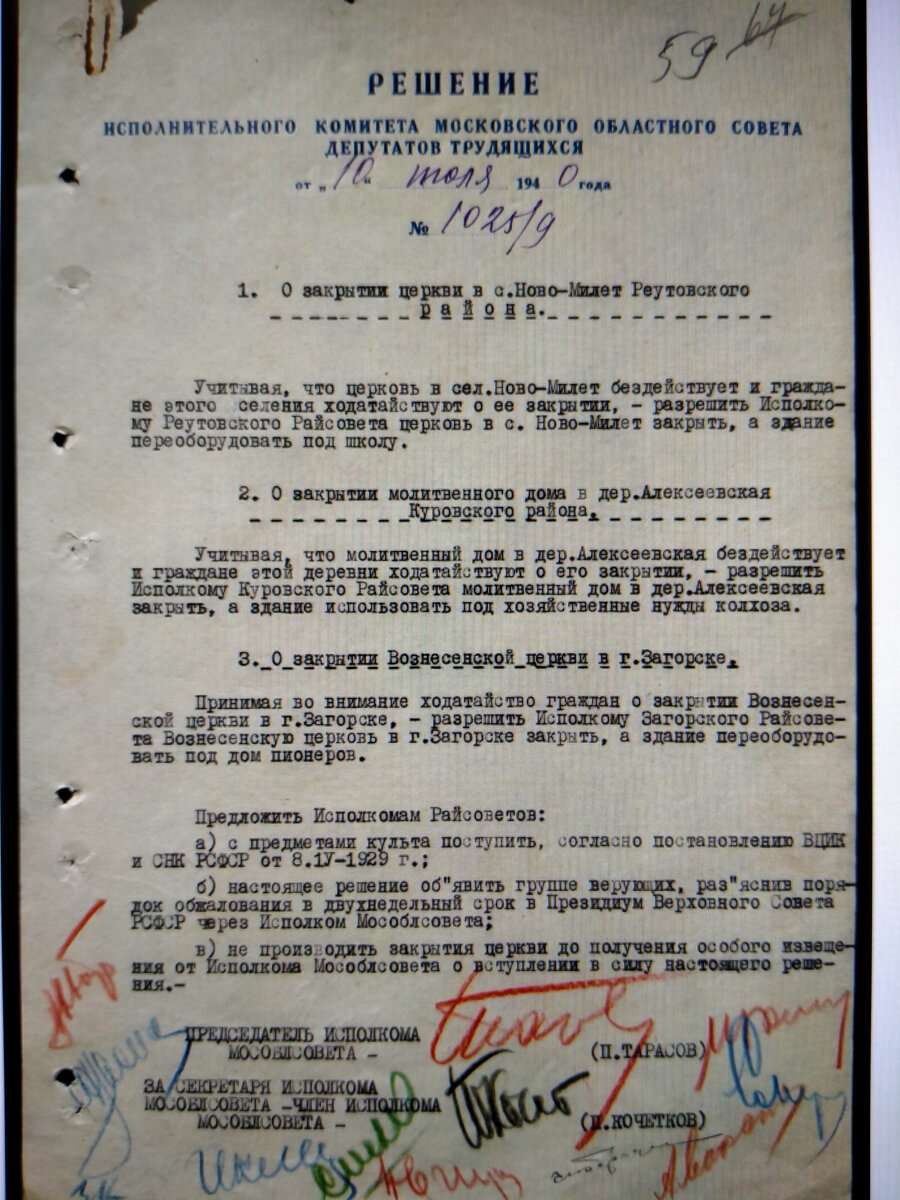 59 64
РЕШЕНИЕ
ИСПОЛНИТЕЛЬНОГО КОМИТЕТА МОСКОВСКОГО ОБЛАСТНОГО СОВЕТА
ДЕПУТАТОВ ТРУДЯЩИХСЯ
от „10" июля 1940 года
№ 1025/9
1. О закрытии церкви в с.Ново-Милет Реутовского
района.
Учитывая, что церковь в сел.Ново-Милет бездействует и гражда-
не этого селения ходатайствуют о ее закрытии, - разрешить Исполко-
му Реутовского Райсовета церковь в с. Ново-Милет закрыть, а здание
переоборудовать под школу.
2. О закрытии молитвенного дома в дер.Алексеевская
Куровского района.
Учитывая, что молитвенный дом в дер.Алексеевская бездействует
и граждане этой деревни ходатайствуют о его закрытии, - разрешить
Исполкому Куровского Райсовета молитвенный дом в дер.Алексеевская
закрыть, а здание использовать под хозяйственные нужды колхоза.
3. О закрытии Вознесенской церкви в г.Загорске.
Принимая во внимание ходатайство граждан о закрытии Вознесен-
ской церкви в г.Загорске, - разрешить Исполкому Загорского Райсове-
та Вознесенскую церковь в г.Загорске закрыть, а здание переоборудо-
вать под дом пионеров.
Предложить Исполкомам Райсоветов:
а) с предметами культа поступить, согласно постановлению ВЦИК
и СНК РСФСР от 8.1У-1929 г.;
б) настоящее решение об"явить группе верующих, раз"яснив поря-
док обжалования в двухнедельный срок в Президиум Верховного Совета
РСФСР через Исполком Мособлсовета;
в) не производить закрытия церкви до получения особого извеще-
ния от Исполкома Мособлсовета о вступлении в силу настоящего реше-
ния.-
ПРЕДСЕДАТЕЛЬ ИСПОЛКОМА
МОСОБЛСОВЕТА - (П.ТАРАСОВ)
ЗА СЕКРЕТАРЯ ИСПОЛКОМА
МОСОБЛСОВЕТА -ЧЛЕН ИСПОЛКОМА
МОСОБЛСОВЕТА - (И.КОЧЕТКОВ)